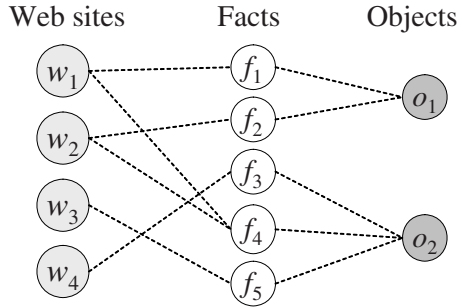 Web sites Facts Objects
w1 f1 o1
w2 f2
w3 f3
w4 f4 o2
f5